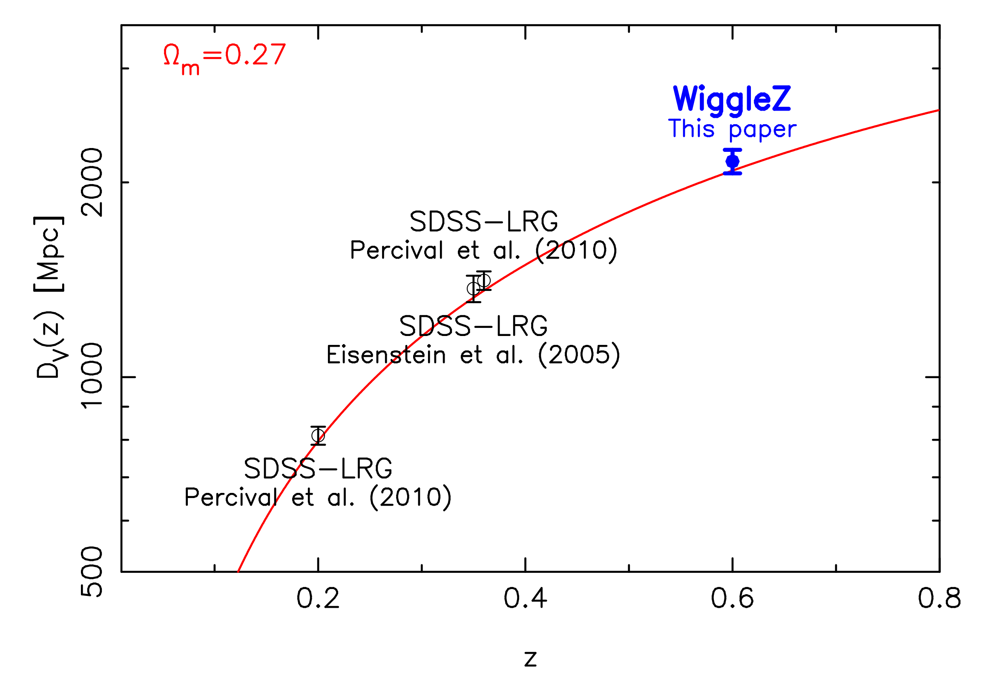 Ωm=0.27
WiggleZ
This paper
SDSS-LRG
Percival et al. (2010)
SDSS-LRG
Eisenstein et al. (2005)
SDSS-LRG
Percival et al. (2010)
DV(z) [Mpc]
2000
1000
500
0.2 0.4 0.6 0.8
z